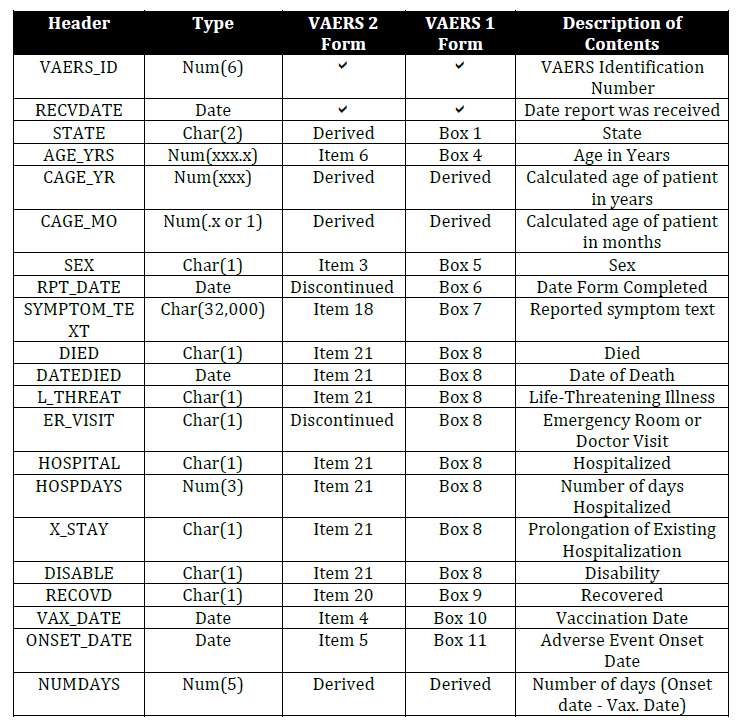 Header Type VAERS 2 Form VAERS 1 Form Description of Contents
VAERS_ID Num(6) ✓ ✓ VAERS Identification Number
RECVDATE Date ✓ ✓ Date report was received
STATE Char(2) Derived Box 1 State
AGE_YRS Num(xxx.x) Item 6 Box 4 Age in Years
CAGE_YR Num(xxx) Derived Derived Calculated age of patient in years
CAGE_MO Num(.x or 1) Derived Derived Calculated age of patient in months
SEX Char(1) Item 3 Box 5 Sex
RPT_DATE Date Discontinued Box 6 Date Form Completed
SYMPTOM_TEXT Char(32,000) Item 18 Box 7 Reported symptom text
DIED Char(1) Item 21 Box 8 Died
DATEDIED Date Item 21 Box 8 Date of Death
L_THREAT Char(1) Item 21 Box 8 Life-Threatening Illness
ER_VISIT Char(1) Discontinued Box 8 Emergency Room or Doctor Visit
HOSPITAL Char(1) Item 21 Box 8 Hospitalized
HOSPDAYS Num(3) Item 21 Box 8 Number of days Hospitalized
X_STAY Char(1) Item 21 Box 8 Prolongation of Existing Hospitalization
DISABLE Char(1) Item 21 Box 8 Disability
RECOVD Char(1) Item 20 Box 9 Recovered
VAX_DATE Date Item 4 Box 10 Vaccination Date
ONSET_DATE Date Item 5 Box 11 Adverse Event Onset Date
NUMDAYS Num(5) Derived Derived Number of days (Onset date - Vax. Date)